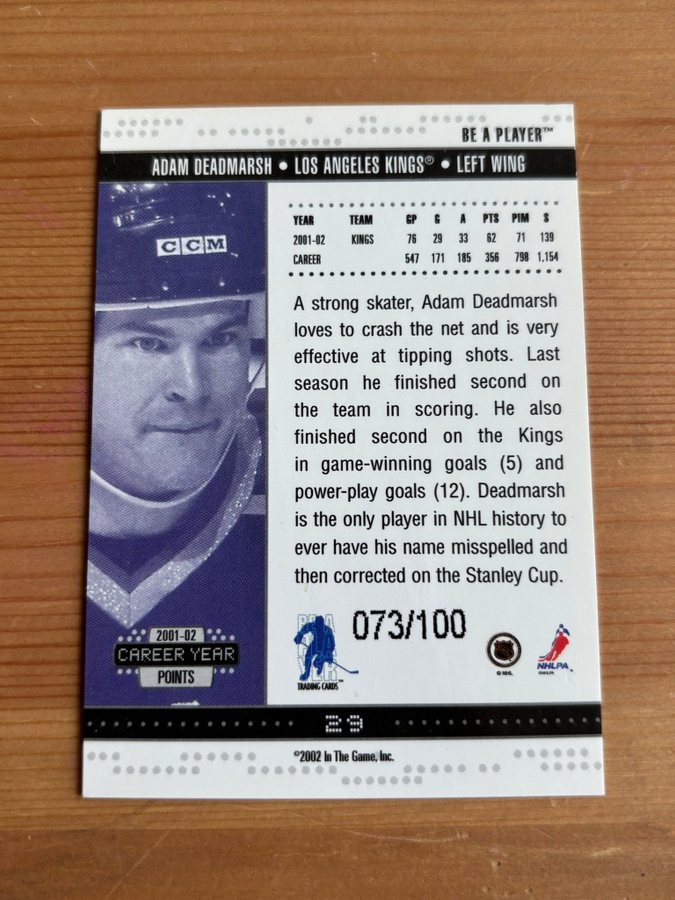 BE A PLAYER™
ADAM DEADMARSH • LOS ANGELES KINGS® • LEFT WING
CCM
YEAR TEAM GP G A PTS PIM S
2001-02 KINGS 76 29 33 62 71 139
CAREER 547 171 185 356 798 1,154
A strong skater, Adam Deadmarsh
loves to crash the net and is very
effective at tipping shots. Last
season he finished second on
the team in scoring. He also
finished second on the Kings
in game-winning goals (5) and
power-play goals (12). Deadmarsh
is the only player in NHL history to
ever have his name misspelled and
then corrected on the Stanley Cup.
2001-02
CAREER YEAR
POINTS
BE A
PLAYER
TRADING CARDS
073/100
© NHL
NHLPA
29
©2002 In The Game, Inc.